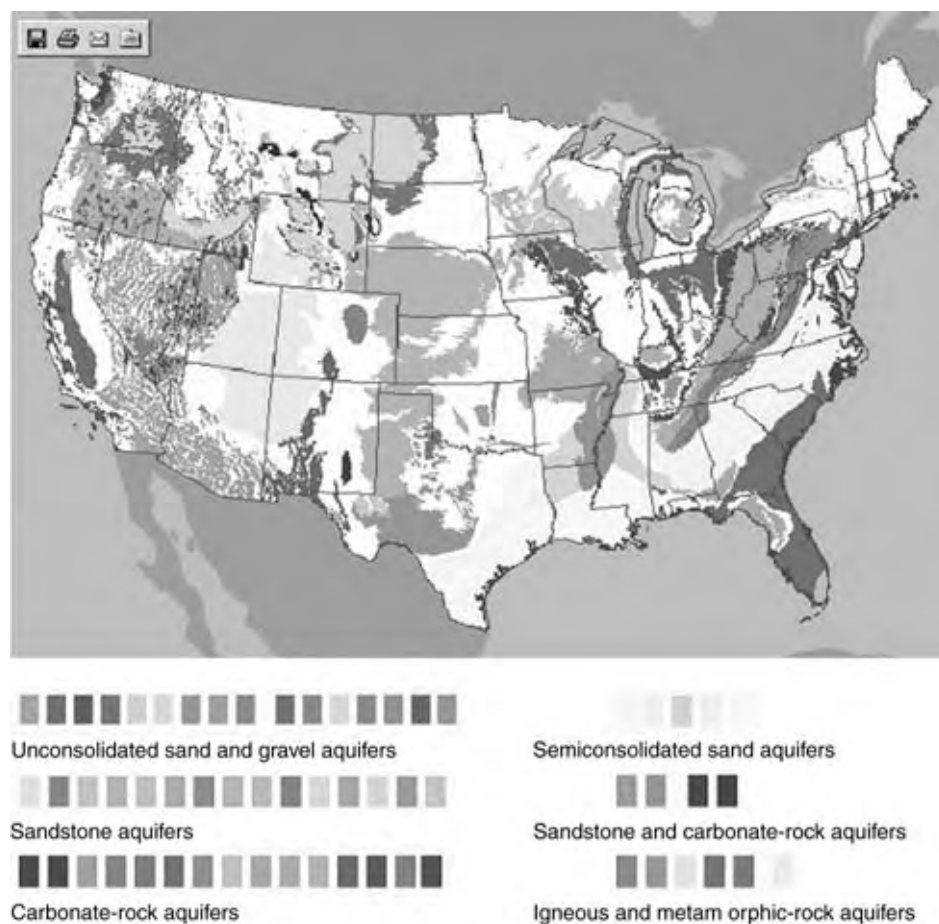 Unconsolidated sand and gravel aquifers
Semiconsolidated sand aquifers
Sandstone aquifers
Sandstone and carbonate-rock aquifers
Carbonate-rock aquifers
Igneous and metam orphic-rock aquifers